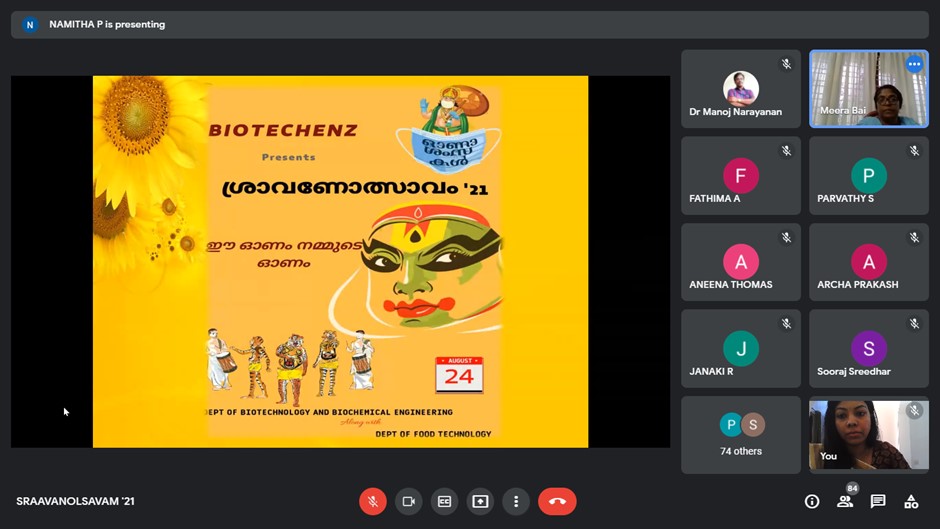 N NAMITHA P is presenting
BIOTECHENZ
Presents
ഓണാ
ശംസ
കൾ
ശ്രാവണോത്സാവം '21
ഈ ഓണം നമ്മുടെ
ഓണം
AUGUST
24
DEPT OF BIOTECHNOLOGY AND BIOCHEMICAL ENGINEERING
Along with
DEPT OF FOOD TECHNOLOGY
Dr Manoj Narayanan
Meera Bai
F
FATHIMA A
P
PARVATHY S
A
ANEENA THOMAS
A
ARCHA PRAKASH
J
JANAKI R
S
Sooraj Sreedhar
P S
74 others
You
SRAAVANOLSAVAM '21
84